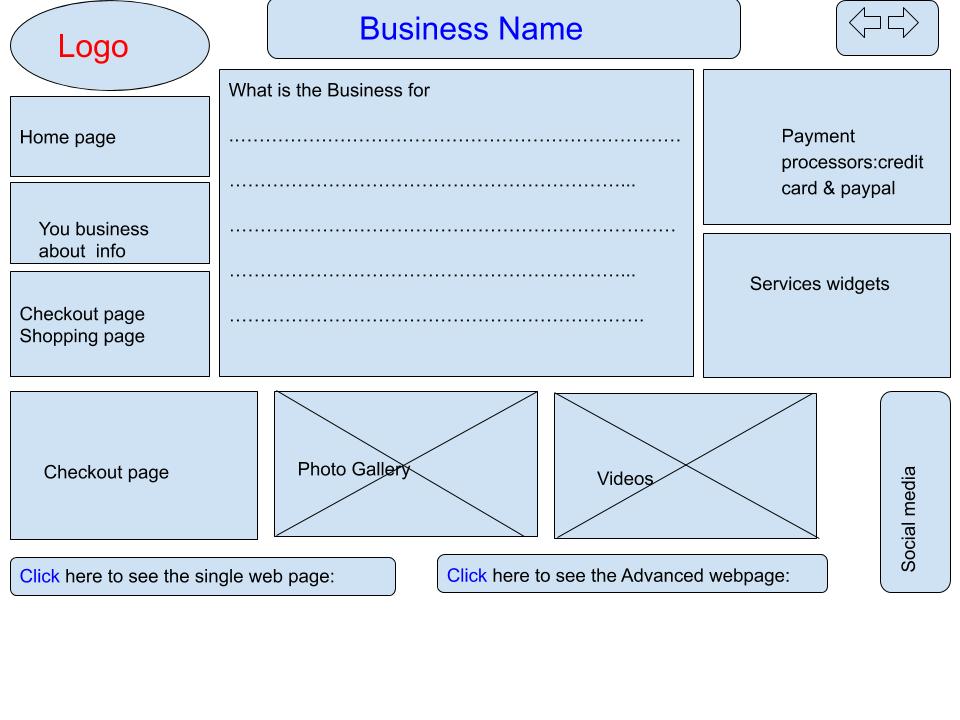 Logo
Business Name
Home page
You business
about  info
Checkout page
Shopping page
What is the Business for
……………………………………………………………….
………………………………………………………...
………………………………………………………………
………………………………………………………...
………………………………………………………….
Payment
processors:credit
card & paypal
Services widgets
Checkout page
Photo Gallery
Videos
Social media
Click here to see the single web page:
Click here to see the Advanced webpage: